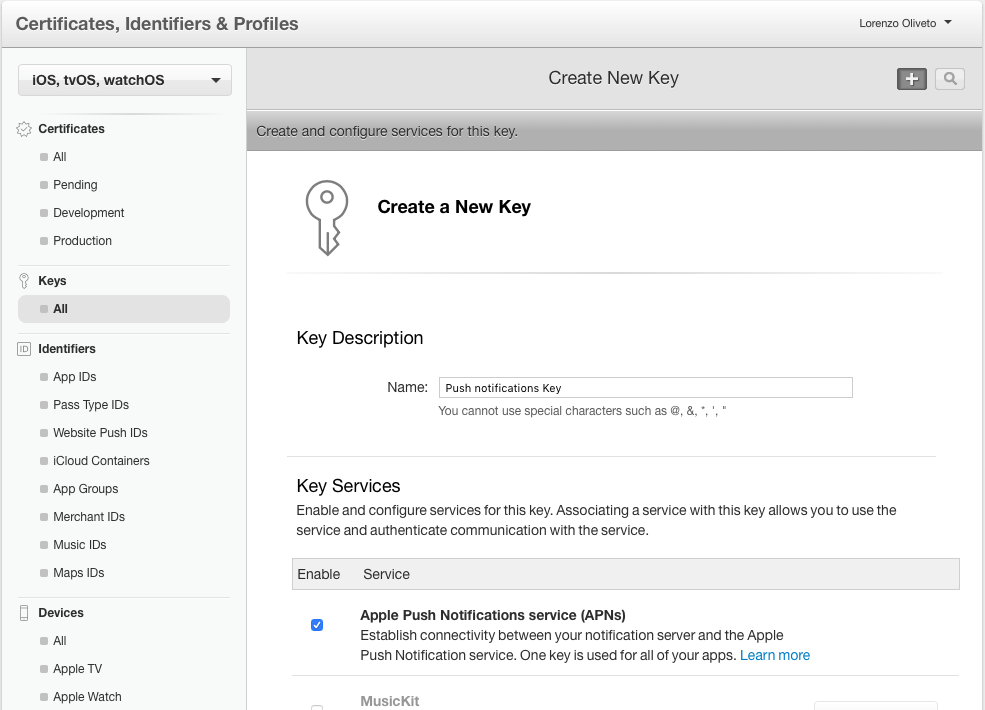 Certificates, Identifiers & Profiles
Lorenzo Oliveto
iOS, tvOS, watchOS
Certificates
All
Pending
Development
Production
Keys
All
Identifiers
App IDs
Pass Type IDs
Website Push IDs
iCloud Containers
App Groups
Merchant IDs
Music IDs
Maps IDs
Devices
All
Apple TV
Apple Watch
Create New Key
Create and configure services for this key.
Create a New Key
Key Description
Name: Push notifications Key
You cannot use special characters such as @, &, *, ', "
Key Services
Enable and configure services for this key. Associating a service with this key allows you to use the
service and authenticate communication with the service.
Enable Service
Apple Push Notifications service (APNs)
Establish connectivity between your notification server and the Apple
Push Notification service. One key is used for all of your apps. Learn more
MusicKit
ID